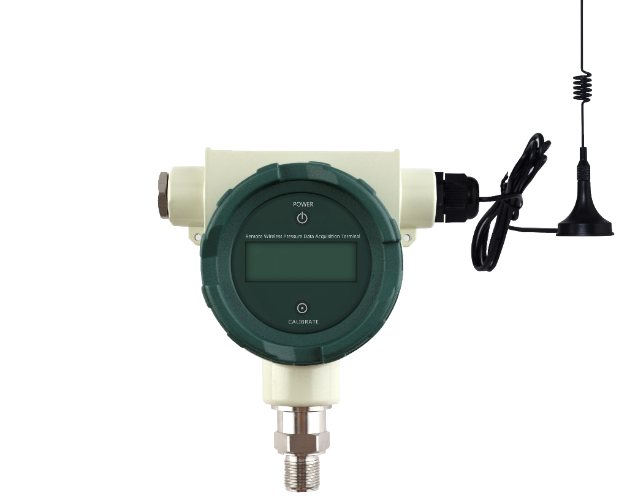 POWER
Remote Wireless Pressure Data Acquisition Terminal
CALIBRATE